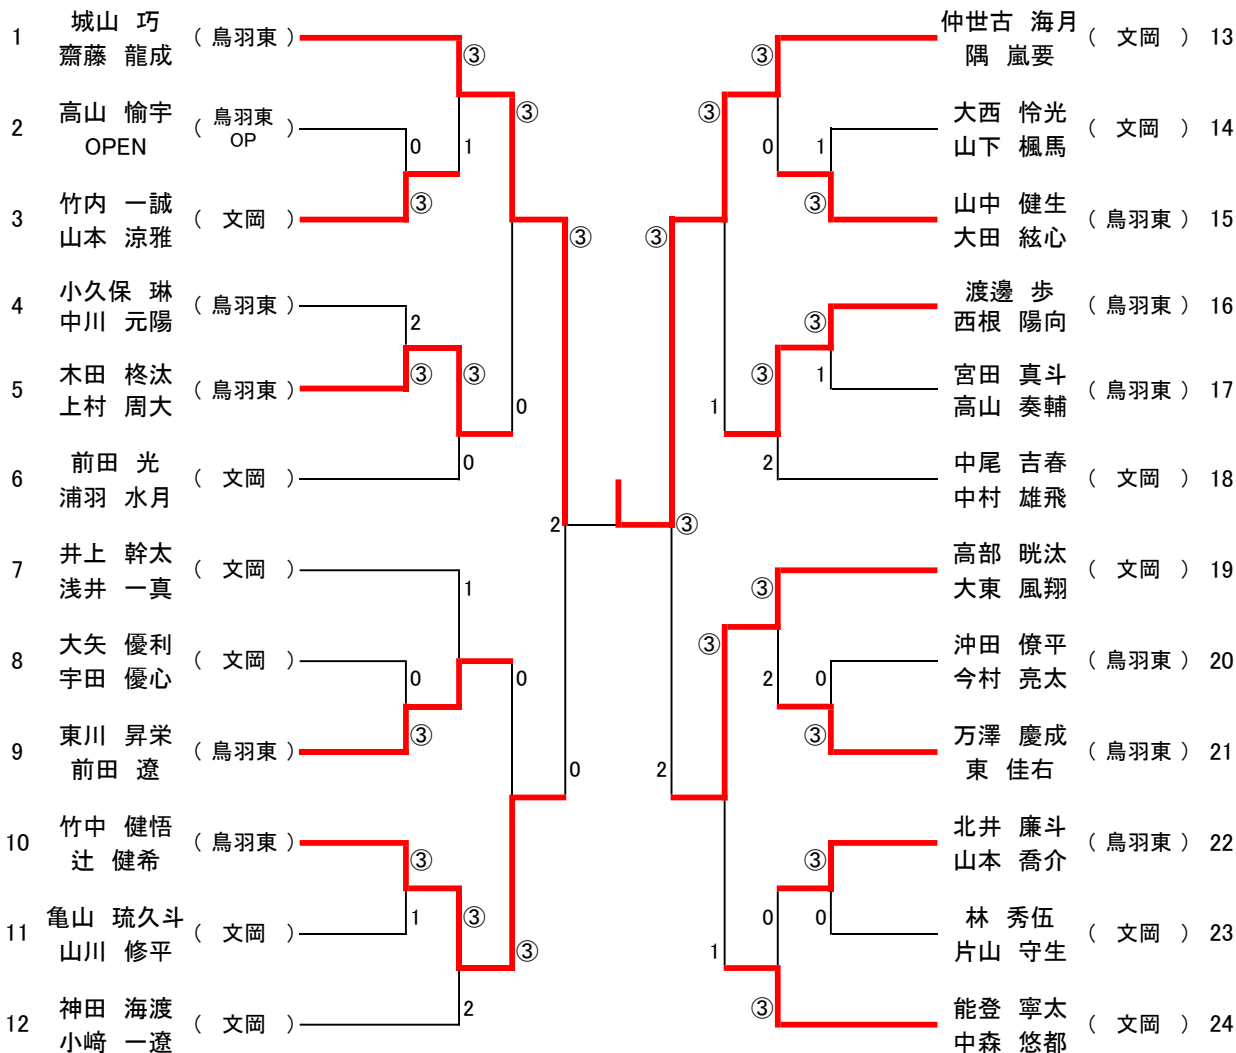 1 城山 巧 ( 鳥羽東 )
齋藤 龍成
③
2 高山 愉宇 ( 鳥羽東 OP )
OPEN
0
1
③
3 竹内 一誠 ( 文岡 )
山本 涼雅
③
③
4 小久保 琳 ( 鳥羽東 )
中川 元陽
2
5 木田 柊汰 ( 鳥羽東 )
上村 周大
③
③
0
6 前田 光 ( 文岡 )
浦羽 水月
0
2
7 井上 幹太 ( 文岡 )
浅井 一真
1
8 大矢 優利 ( 文岡 )
宇田 優心
0
0
9 東川 昇栄 ( 鳥羽東 )
前田 遼
③
0
10 竹中 健悟 ( 鳥羽東 )
辻 健希
③
11 亀山 琉久斗 ( 文岡 )
山川 修平
1
③
③
12 神田 海渡 ( 文岡 )
小﨑 一遼
2
仲世古 海月 ( 文岡 ) 13
隅 嵐要
③
③
大西 怜光 ( 文岡 ) 14
山下 楓馬
0
1
山中 健生 ( 鳥羽東 ) 15
大田 絃心
③
③
渡邊 歩 ( 鳥羽東 ) 16
西根 陽向
③
宮田 真斗 ( 鳥羽東 ) 17
高山 奏輔
③
1
1
中尾 吉春 ( 文岡 ) 18
中村 雄飛
2
③
高部 晄汰 ( 文岡 ) 19
大東 風翔
③
③
沖田 僚平 ( 鳥羽東 ) 20
今村 亮太
2
0
万澤 慶成 ( 鳥羽東 ) 21
東 佳右
③
2
北井 廉斗 ( 鳥羽東 ) 22
山本 喬介
③
林 秀伍 ( 文岡 ) 23
片山 守生
0
0
1
能登 寧太 ( 文岡 ) 24
中森 悠都
③